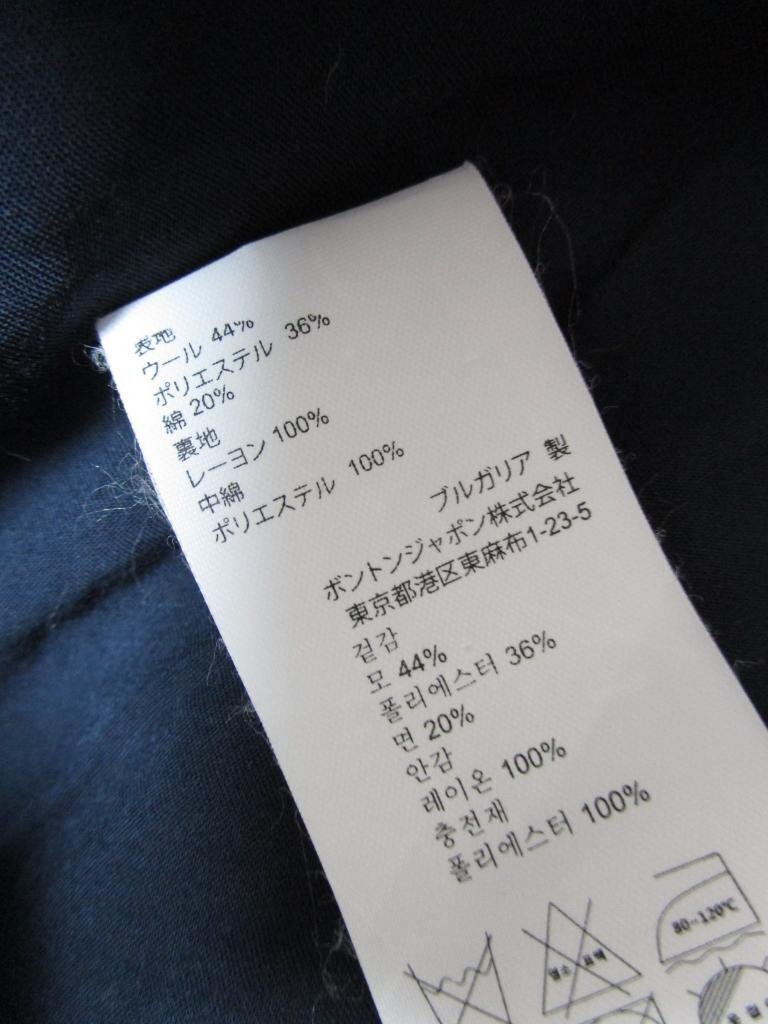 表地
ウール 44%
ポリエステル 36%
綿 20%
裏地
レーヨン 100%
中綿
ポリエステル 100%
ブルガリア 製
ボントンジャポン株式会社
東京都港区東麻布1-23-5
겉감
모 44%
폴리에스터 36%
면 20%
안감
레이온 100%
충전재
폴리에스터 100%
80~120℃
염소 표백